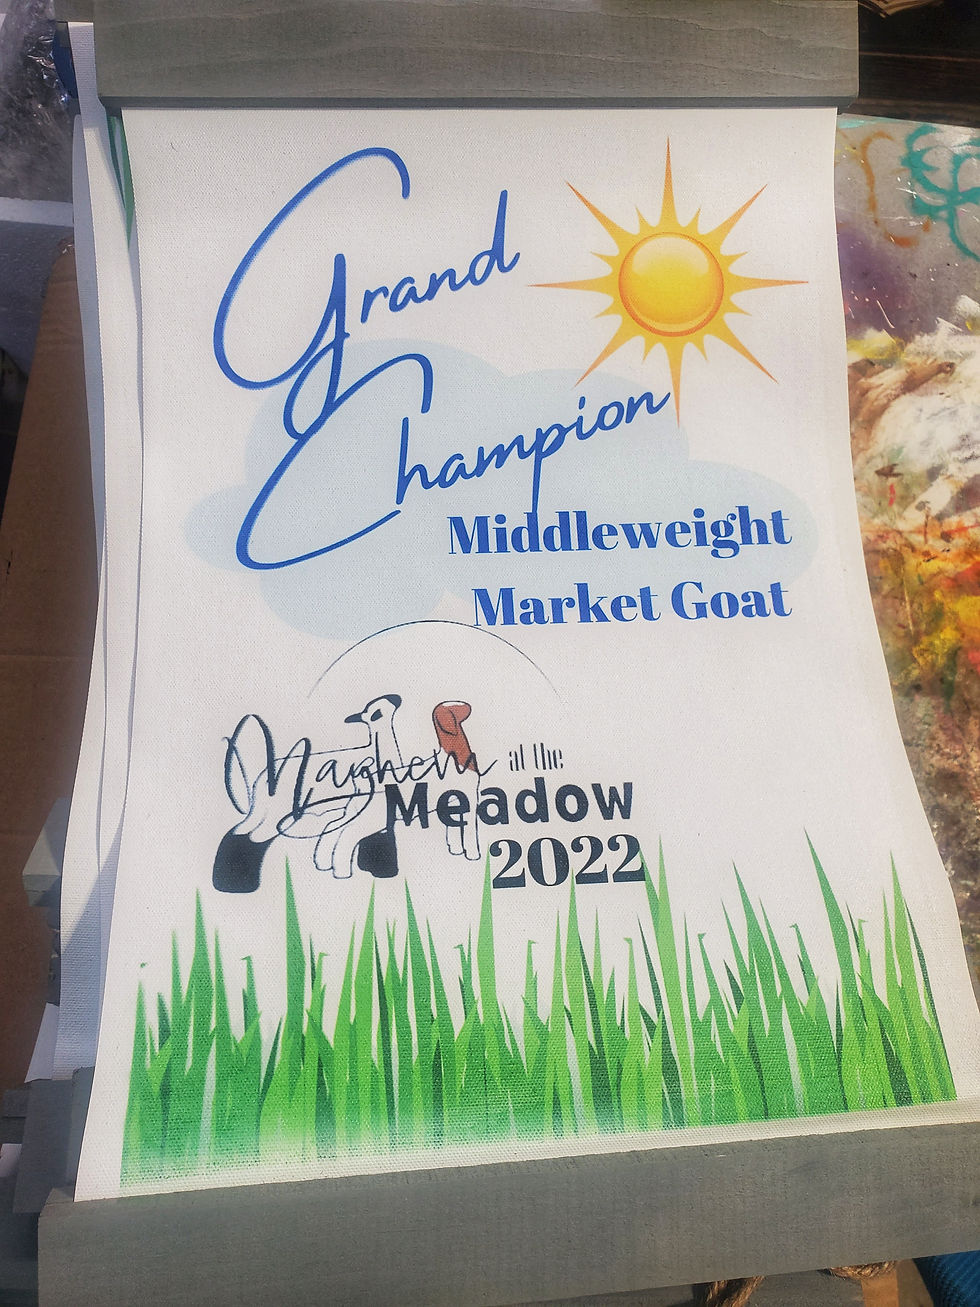 Grand
Champion
Middleweight
Market Goat
Mayhem at the
Meadow
2022